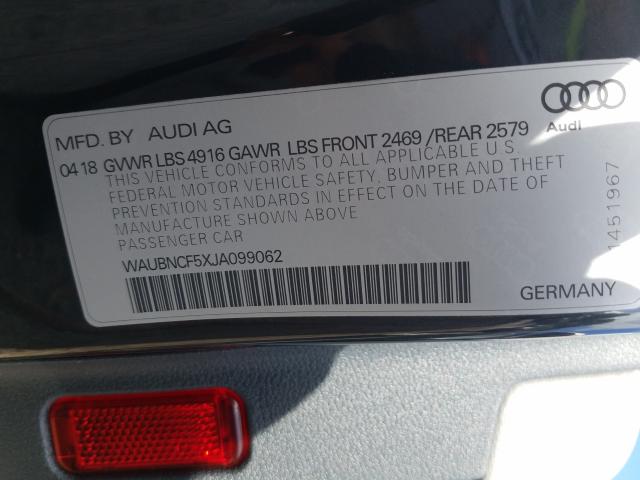 MFD. BY AUDI AG
Audi
04 18 GVWR LBS 4916 GAWR LBS FRONT 2469 /REAR 2579
THIS VEHICLE CONFORMS TO ALL APPLICABLE U S
FEDERAL MOTOR VEHICLE SAFETY, BUMPER AND THEFT
PREVENTION STANDARDS IN EFFECT ON THE DATE OF
MANUFACTURE SHOWN ABOVE
PASSENGER CAR
WAUBNCF5XJA099062
1451967
GERMANY